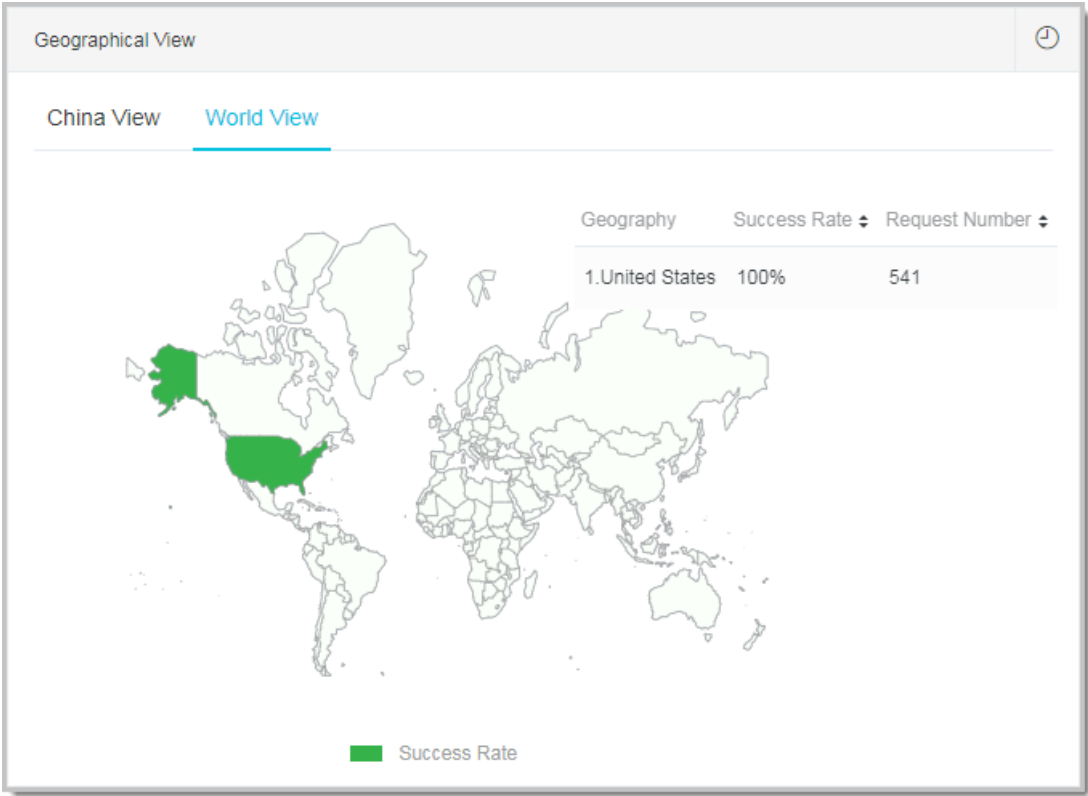 Geographical View
China View World View
Geography Success Rate Request Number
1.United States 100% 541
Success Rate